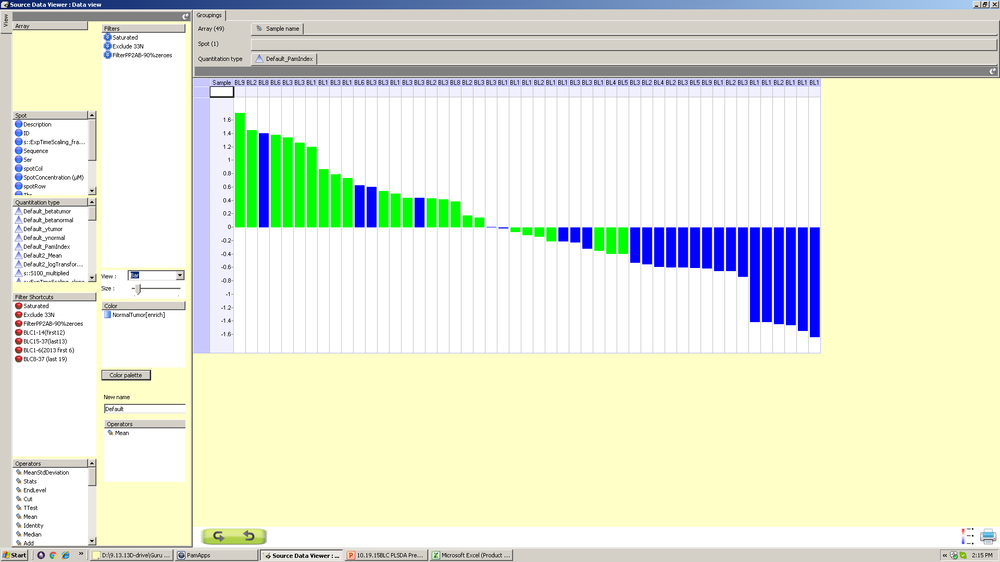 Source Data Viewer : Data view
View
Array
Filters
Saturated
Exclude 33N
FilterPP2AB-90%zeroes
Spot
Description
ID
s::ExpTimeScaling_fra...
Sequence
Ser
spotCol
SpotConcentration (µM)
spotRow
Quantitation type
Default_betatumor
Default_betanormal
Default_ytumor
Default_ynormal
Default_PamIndex
Default2_Mean
Default2_logTransfor...
s::S100_multiplied
View :
Bar
Size :
Filter Shortcuts
Saturated
Exclude 33N
FilterPP2AB-90%zeroes
BLC1-14(first12)
BLC15-37(last13)
BLC1-6(2013 first 6)
BLC8-37 (last 19)
Color
NormalTumor[enrich]
Color palette
New name
Default
Operators
Mean
Operators
MeanStdDeviation
Stats
EndLevel
Cut
TTest
Mean
Identity
Median
Add
Groupings
Array (49)
Sample name
Spot (1)
Quantitation type
Default_PamIndex
Sample BL9 BL2 BL8 BL6 BL3 BL3 BL1 BL1 BL3 BL1 BL6 BL3 BL3 BL1 BL3 BL3 BL2 BL3 BL8 BL2 BL3 BL3 BL1 BL1 BL1 BL2 BL1 BL1 BL3 BL3 BL1 BL4 BL5 BL3 BL2 BL4 BL2 BL3 BL5 BL9 BL1 BL2 BL3 BL1 BL1 BL2 BL1 BL1 BL1
1.6
1.4
1.2
1
0.8
0.6
0.4
0.2
0
-0.2
-0.4
-0.6
-0.8
-1
-1.2
-1.4
-1.6
Start
»
D:\9.13.13D-drive\Guru ...
PamApps
Source Data Viewer : ...
10.19.15BLC PLSDA Pre...
Microsoft Excel (Product ...
«
2:15 PM